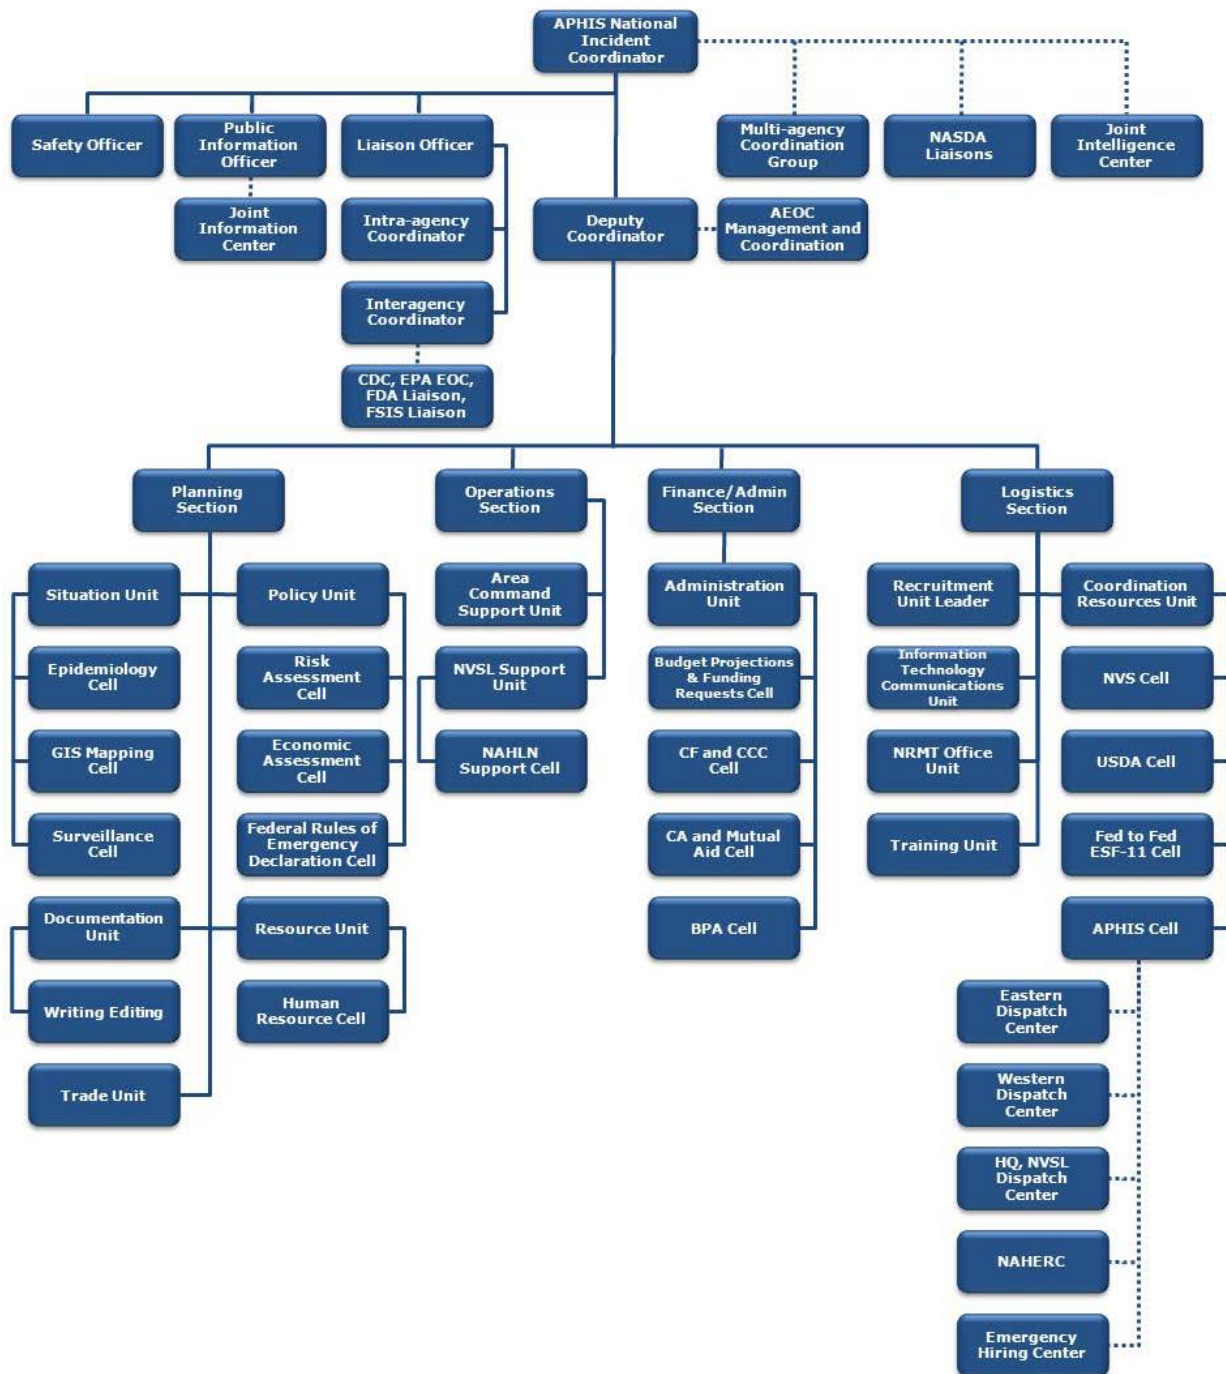 APHIS National
Incident
Coordinator
Safety Officer
Public
Information
Officer
Liaison Officer
Multi-agency
Coordination
Group
NASDA
Liaisons
Joint
Intelligence
Center
Joint
Information
Center
Intra-agency
Coordinator
Deputy
Coordinator
AEOC
Management and
Coordination
Interagency
Coordinator
CDC, EPA EOC,
FDA Liaison,
FSIS Liaison
Planning
Section
Operations
Section
Finance/Admin
Section
Logistics
Section
Situation Unit
Policy Unit
Area
Command
Support Unit
Administration
Unit
Recruitment
Unit Leader
Coordination
Resources Unit
Epidemiology
Cell
Risk
Assessment
Cell
NVSL Support
Unit
Budget Projections
& Funding
Requests Cell
Information
Technology
Communications
Unit
NVS Cell
GIS Mapping
Cell
Economic
Assessment
Cell
NAHLN
Support Cell
CF and CCC
Cell
NRMT Office
Unit
USDA Cell
Surveillance
Cell
Federal Rules of
Emergency
Declaration Cell
CA and Mutual
Aid Cell
Training Unit
Fed to Fed
ESF-11 Cell
Documentation
Unit
Resource Unit
BPA Cell
APHIS Cell
Writing Editing
Human
Resource Cell
Eastern
Dispatch
Center
Trade Unit
Western
Dispatch
Center
HQ, NVSL
Dispatch
Center
NAHERC
Emergency
Hiring Center